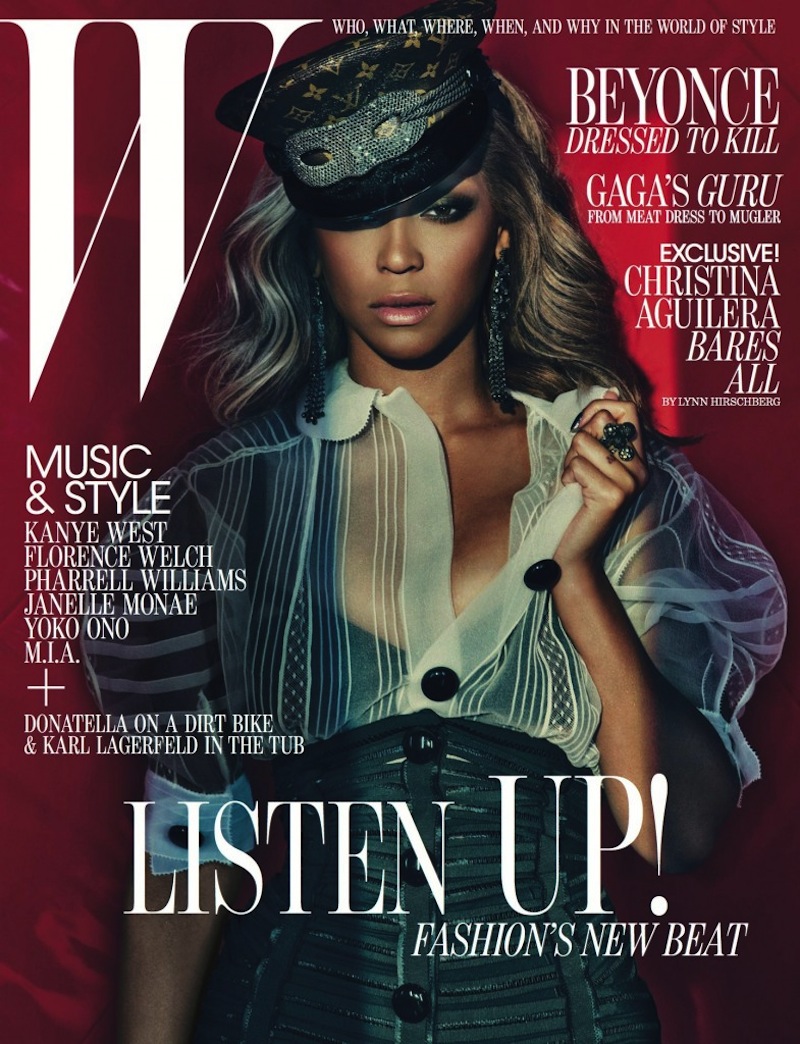 W
WHO, WHAT, WHERE, WHEN, AND WHY IN THE WORLD OF STYLE
BEYONCE
DRESSED TO KILL
GAGA'S GURU
FROM MEAT DRESS TO MUGLER
EXCLUSIVE!
CHRISTINA
AGUILERA
BARES
ALL
BY LYNN HIRSCHBERG
MUSIC
& STYLE
KANYE WEST
FLORENCE WELCH
PHARRELL WILLIAMS
JANELLE MONAE
YOKO ONO
M.I.A.
+
DONATELLA ON A DIRT BIKE
& KARL LAGERFELD IN THE TUB
LISTEN UP!
FASHION'S NEW BEAT